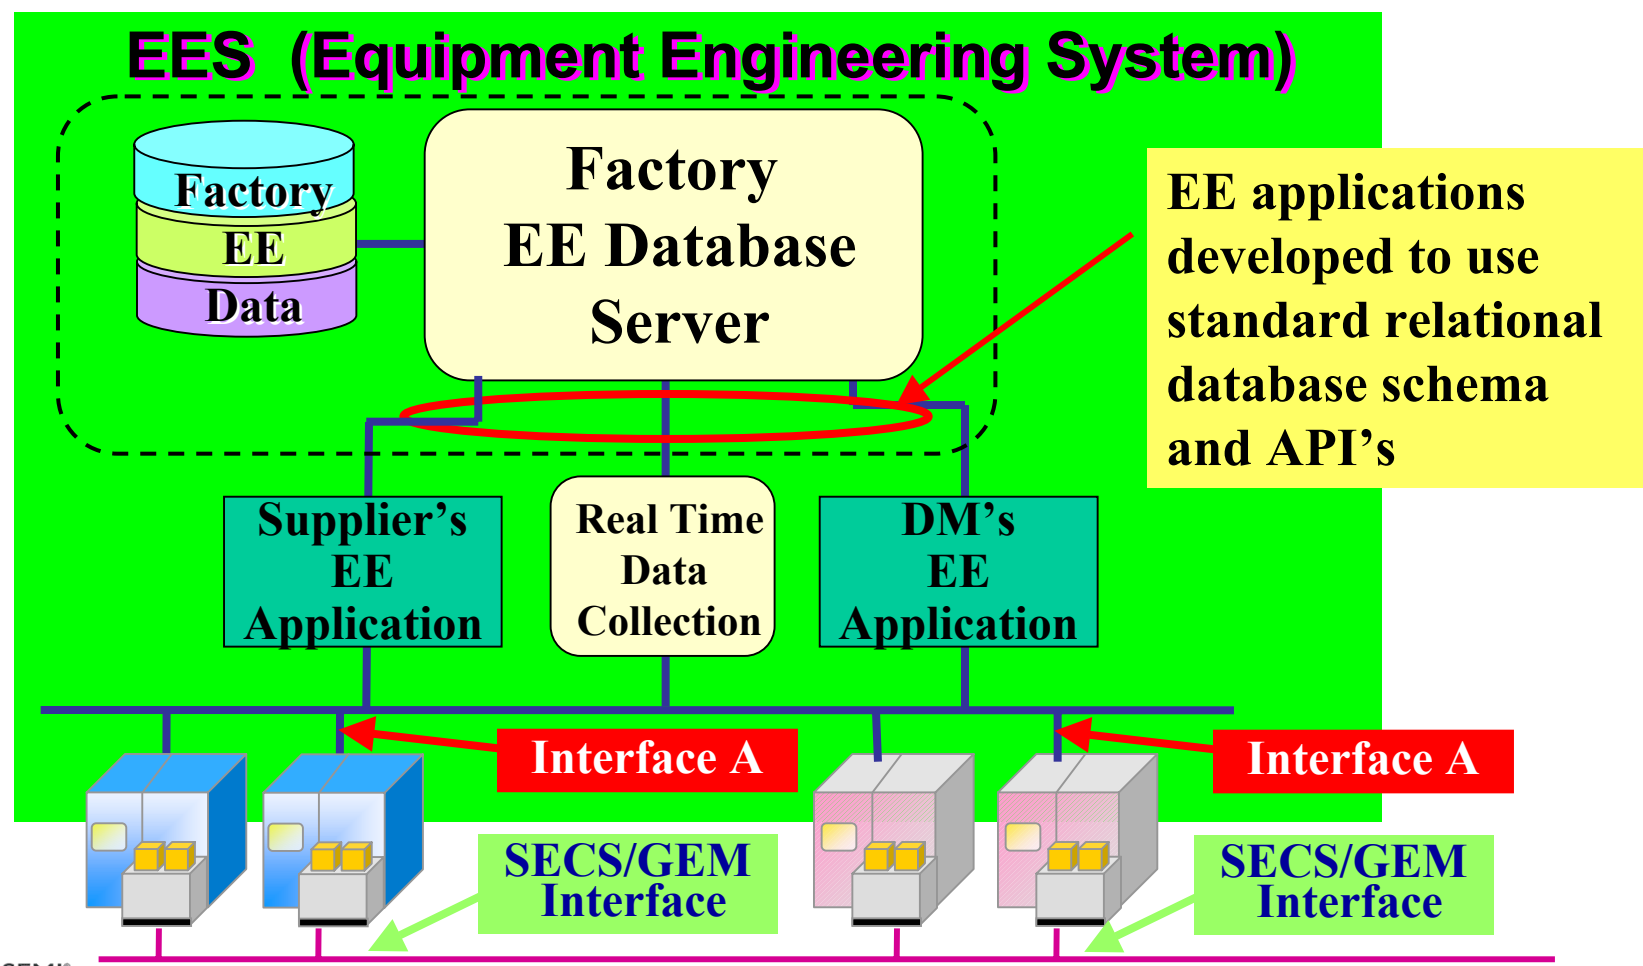 EES (Equipment Engineering System)
Factory
EE
Data
Factory
EE Database
Server
EE applications
developed to use
standard relational
database schema
and API’s
Supplier’s
EE
Application
Real Time
Data
Collection
DM’s
EE
Application
Interface A
Interface A
SECS/GEM
Interface
SECS/GEM
Interface